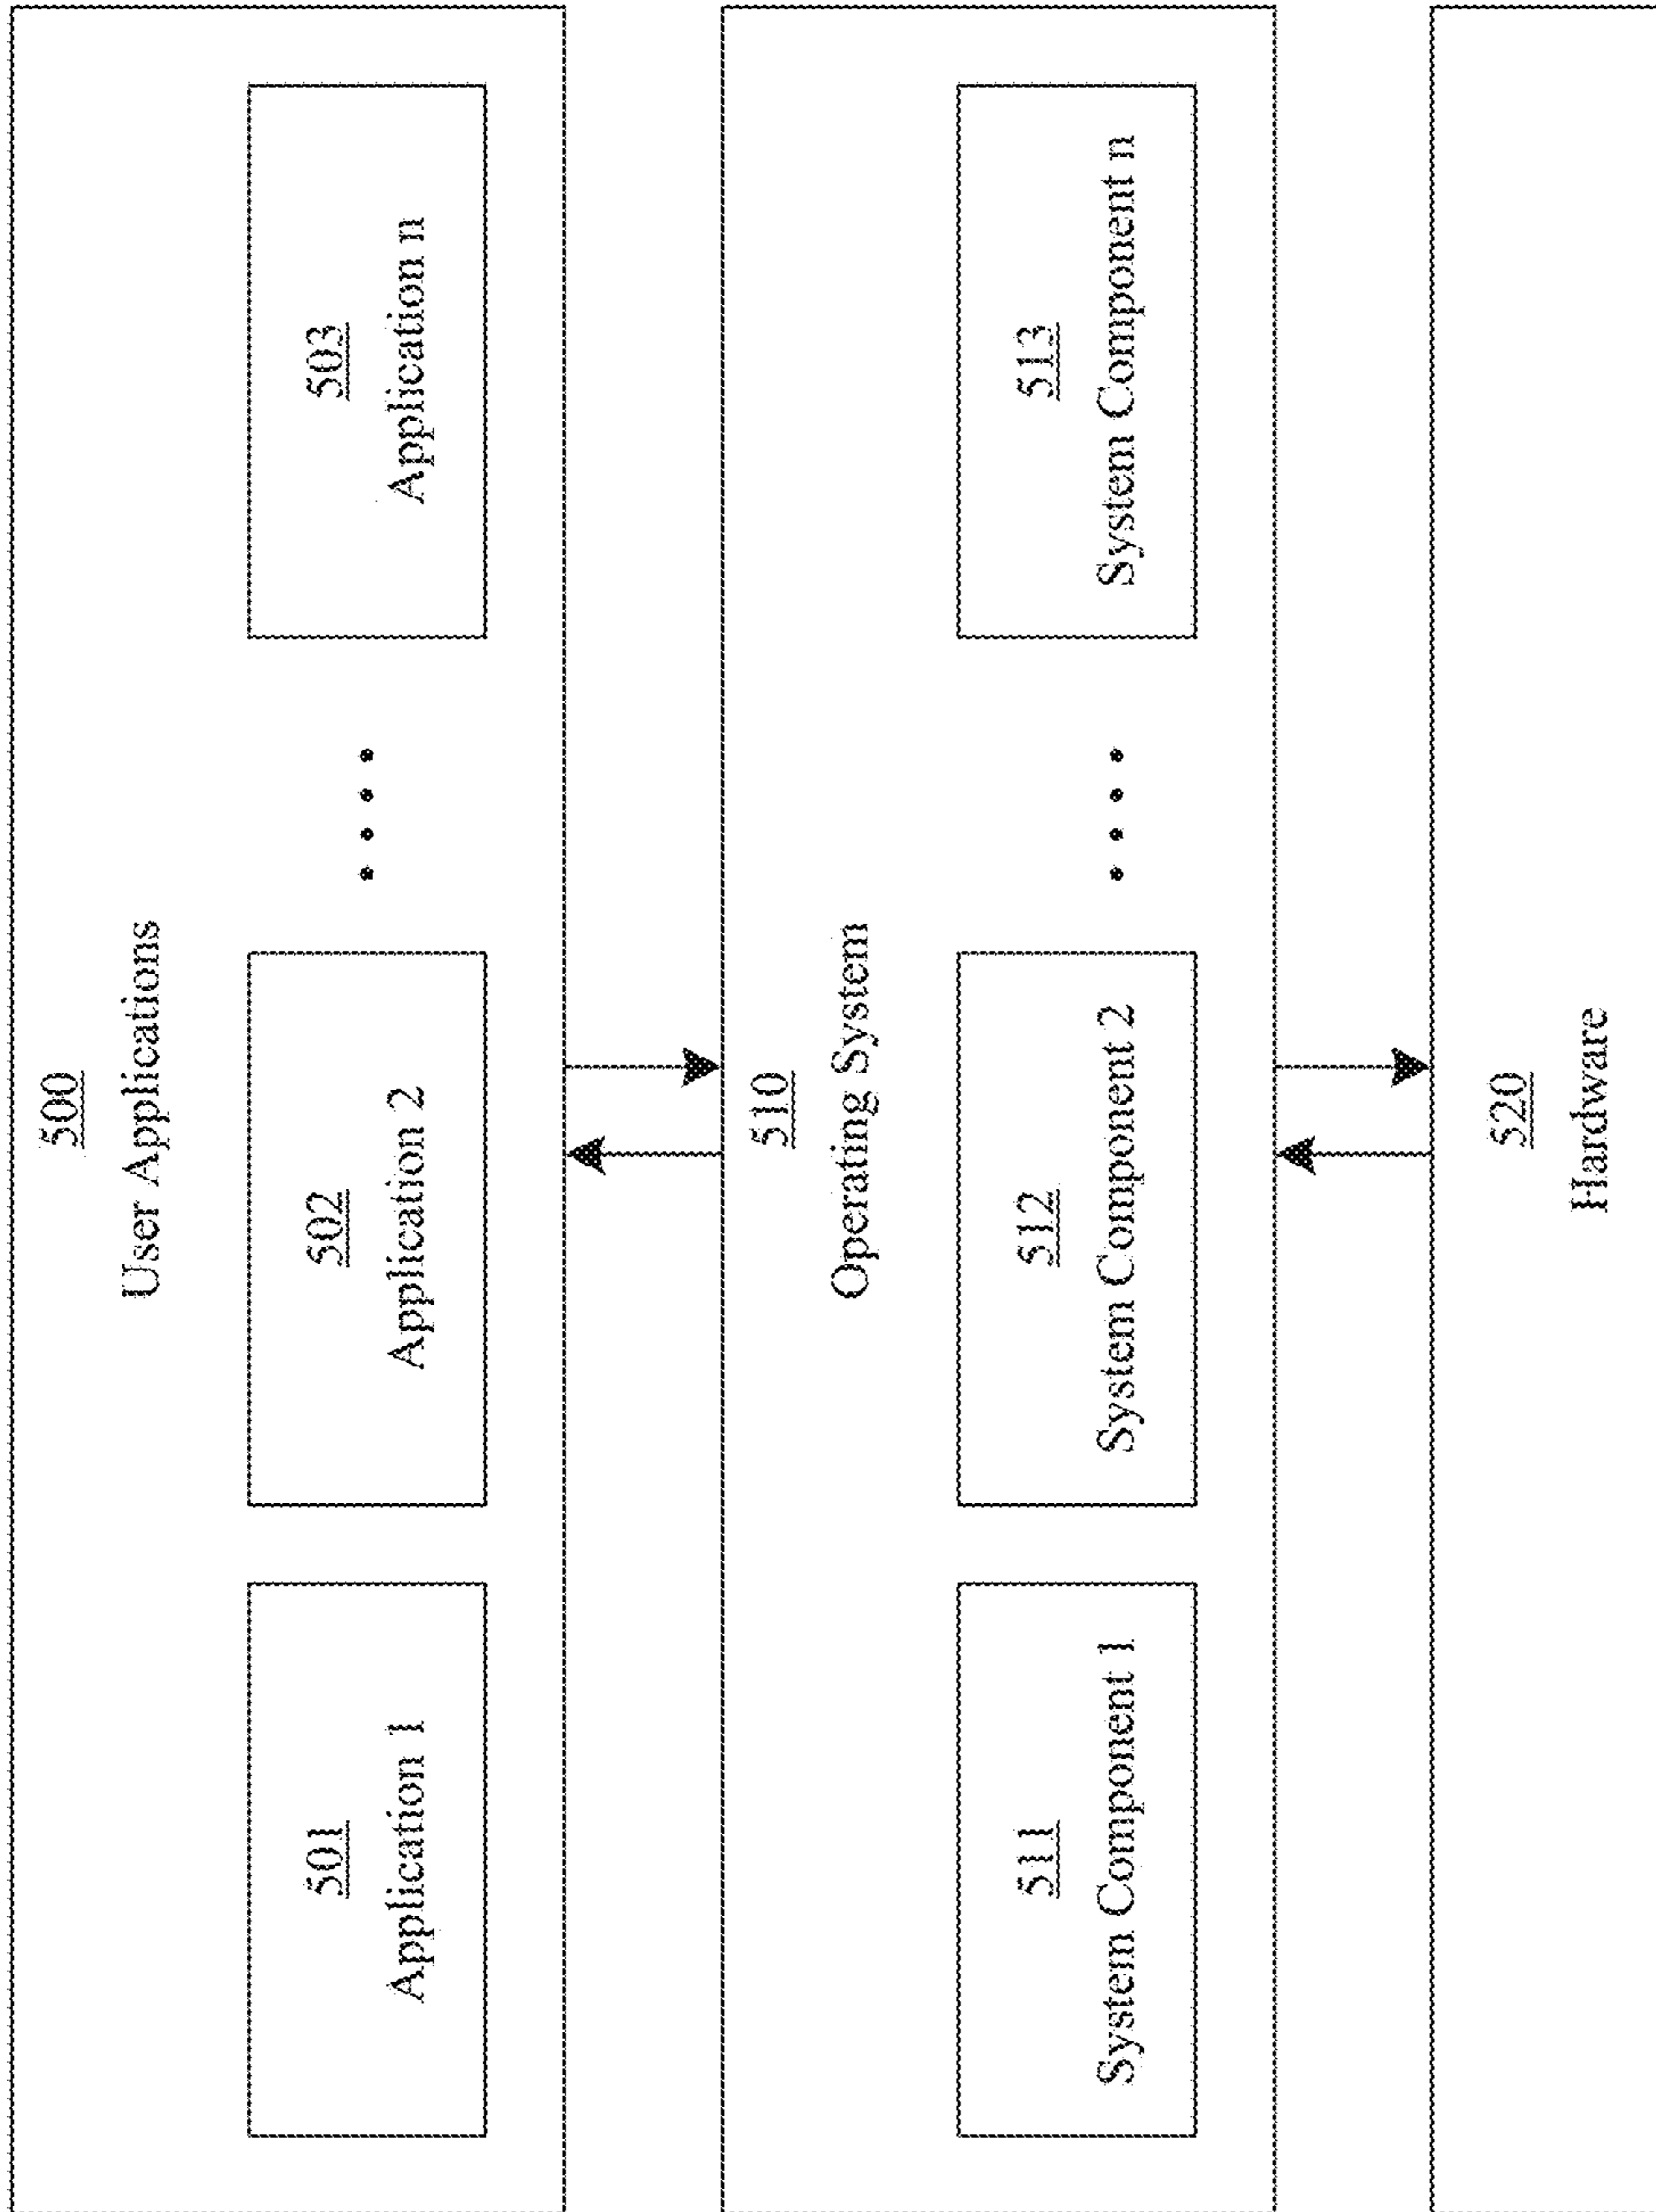 500
User Applications
501
Application 1
502
Application 2
503
Application n
510
Operating System
511
System Component 1
512
System Component 2
513
System Component n
520
Hardware